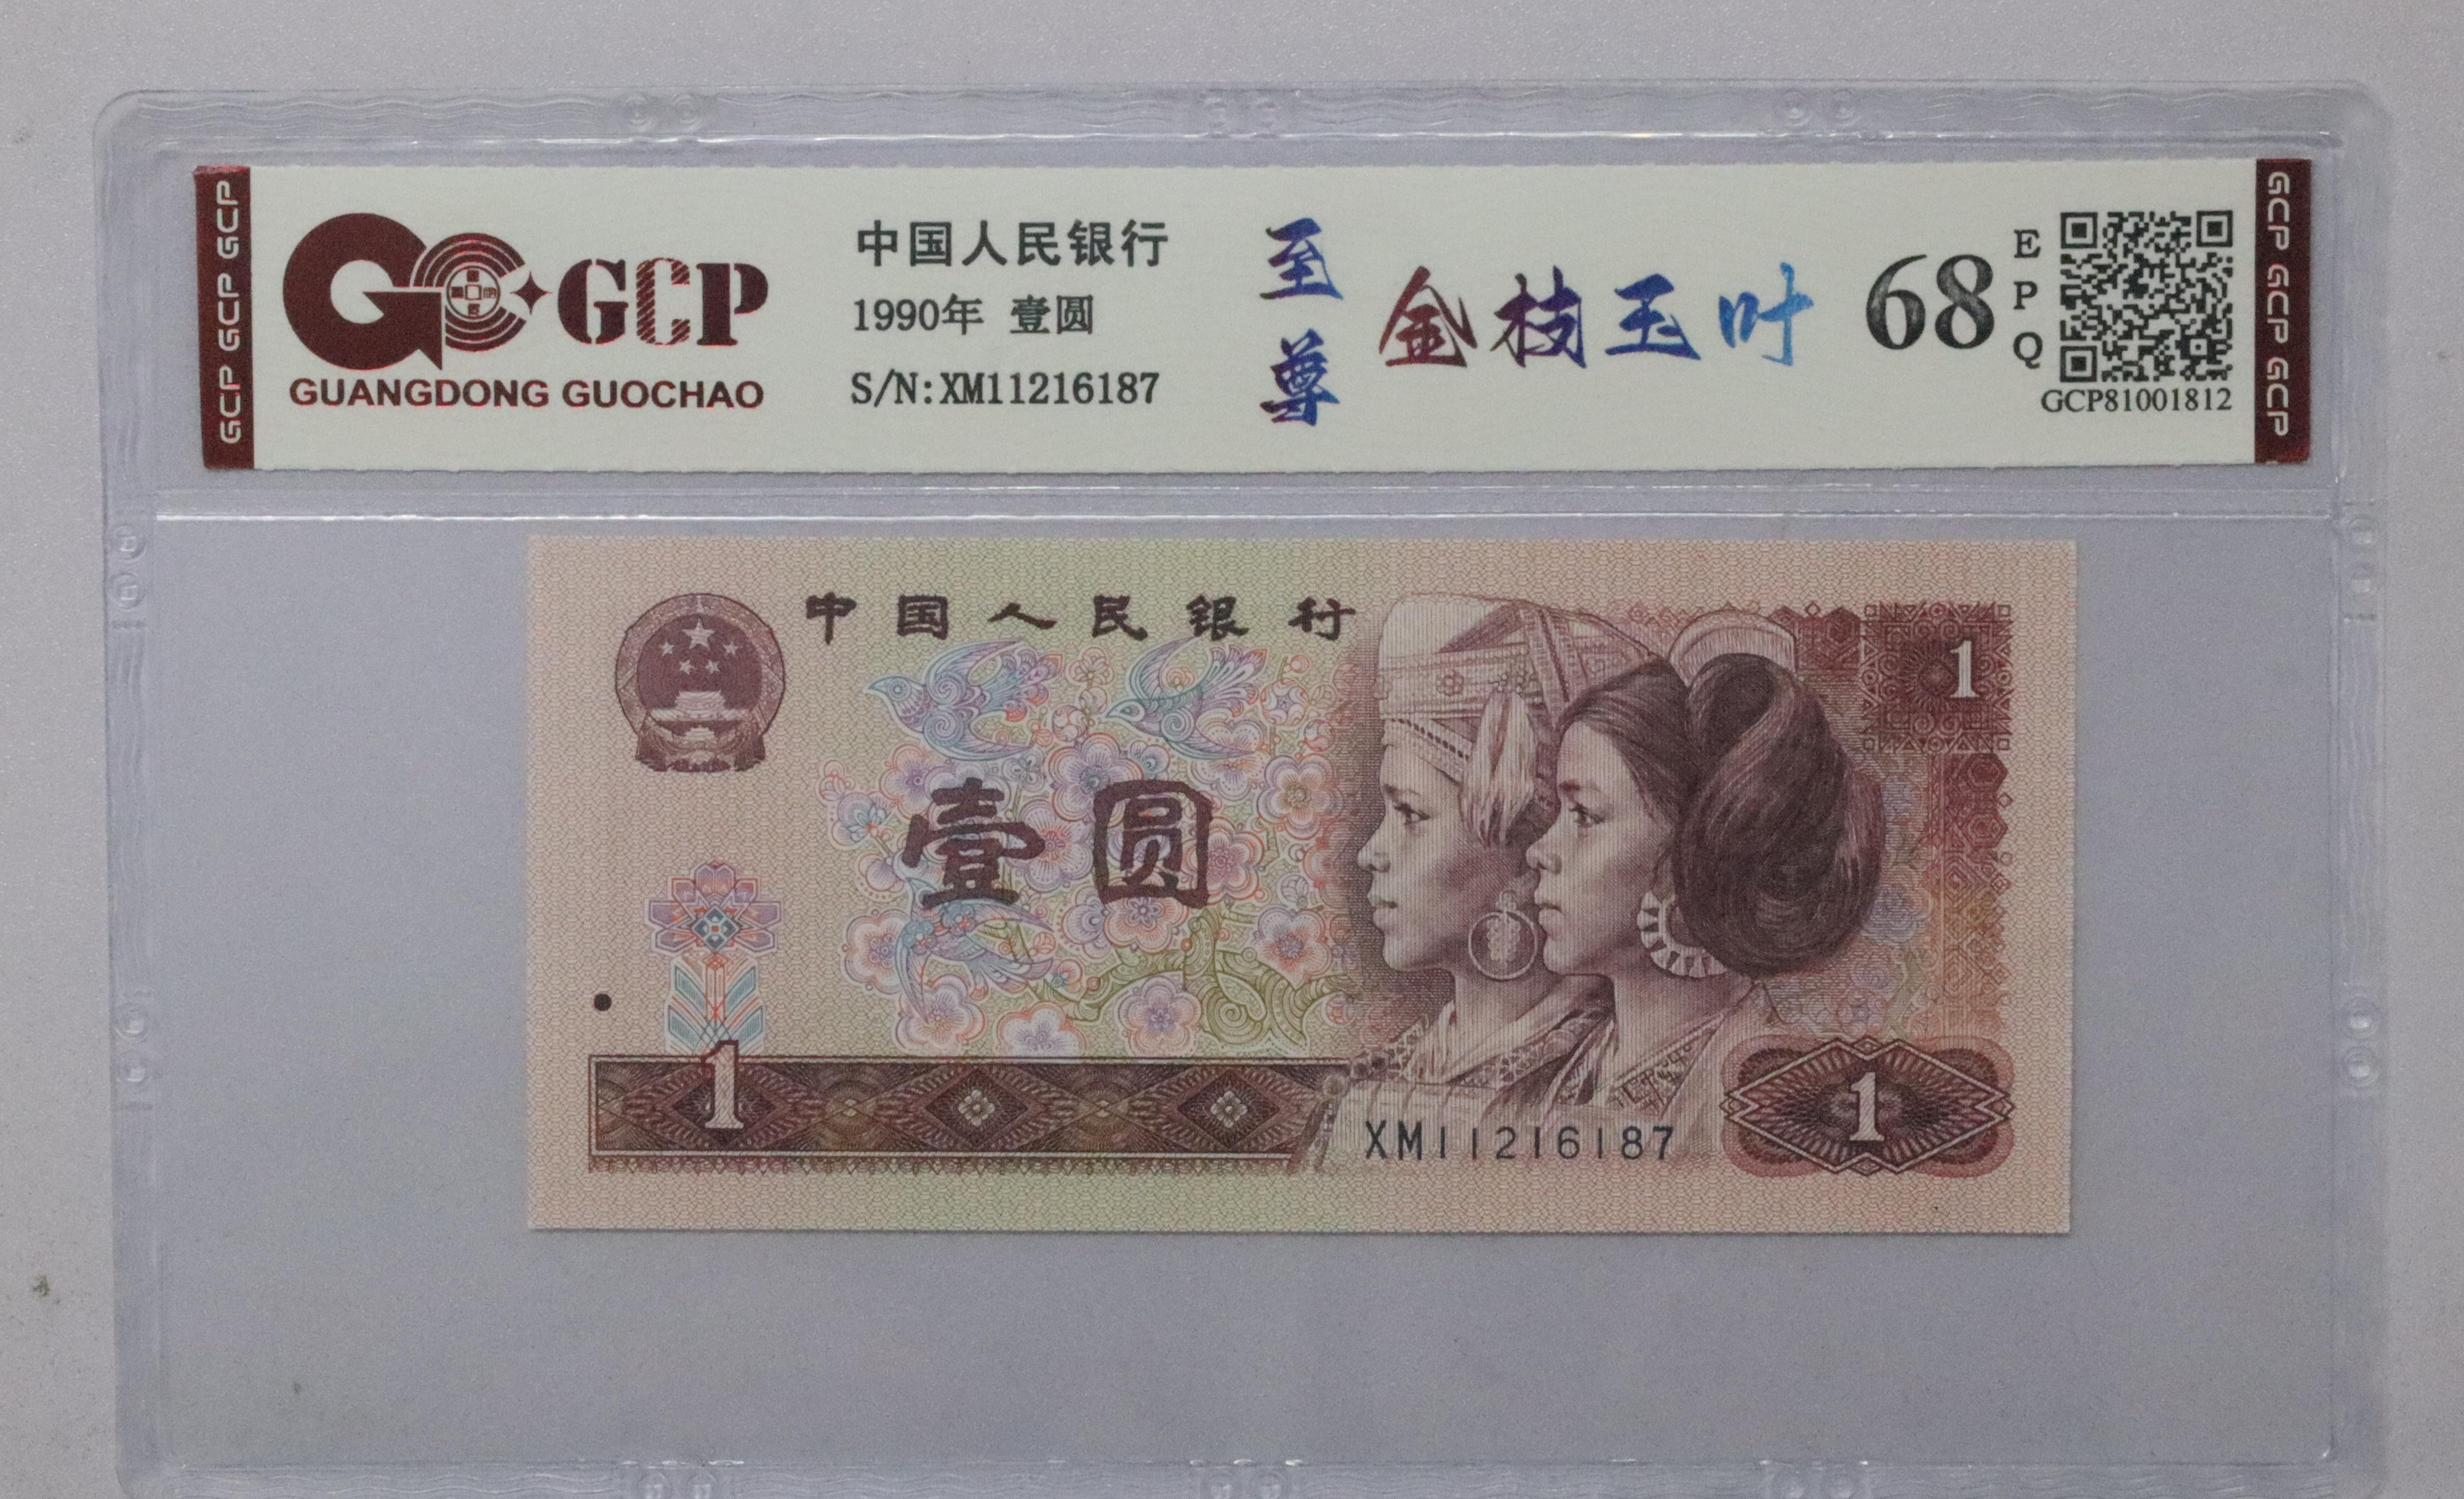 GCP GCP GCP
GCP
GUANGDONG GUOCHAO
中国人民银行
1990年 壹圆
S/N:XM11216187
至尊
金枝玉叶
68
EPQ
GCP81001812
GCP GCP GCP
中国人民银行
1
壹圆
1
XM11216187
1